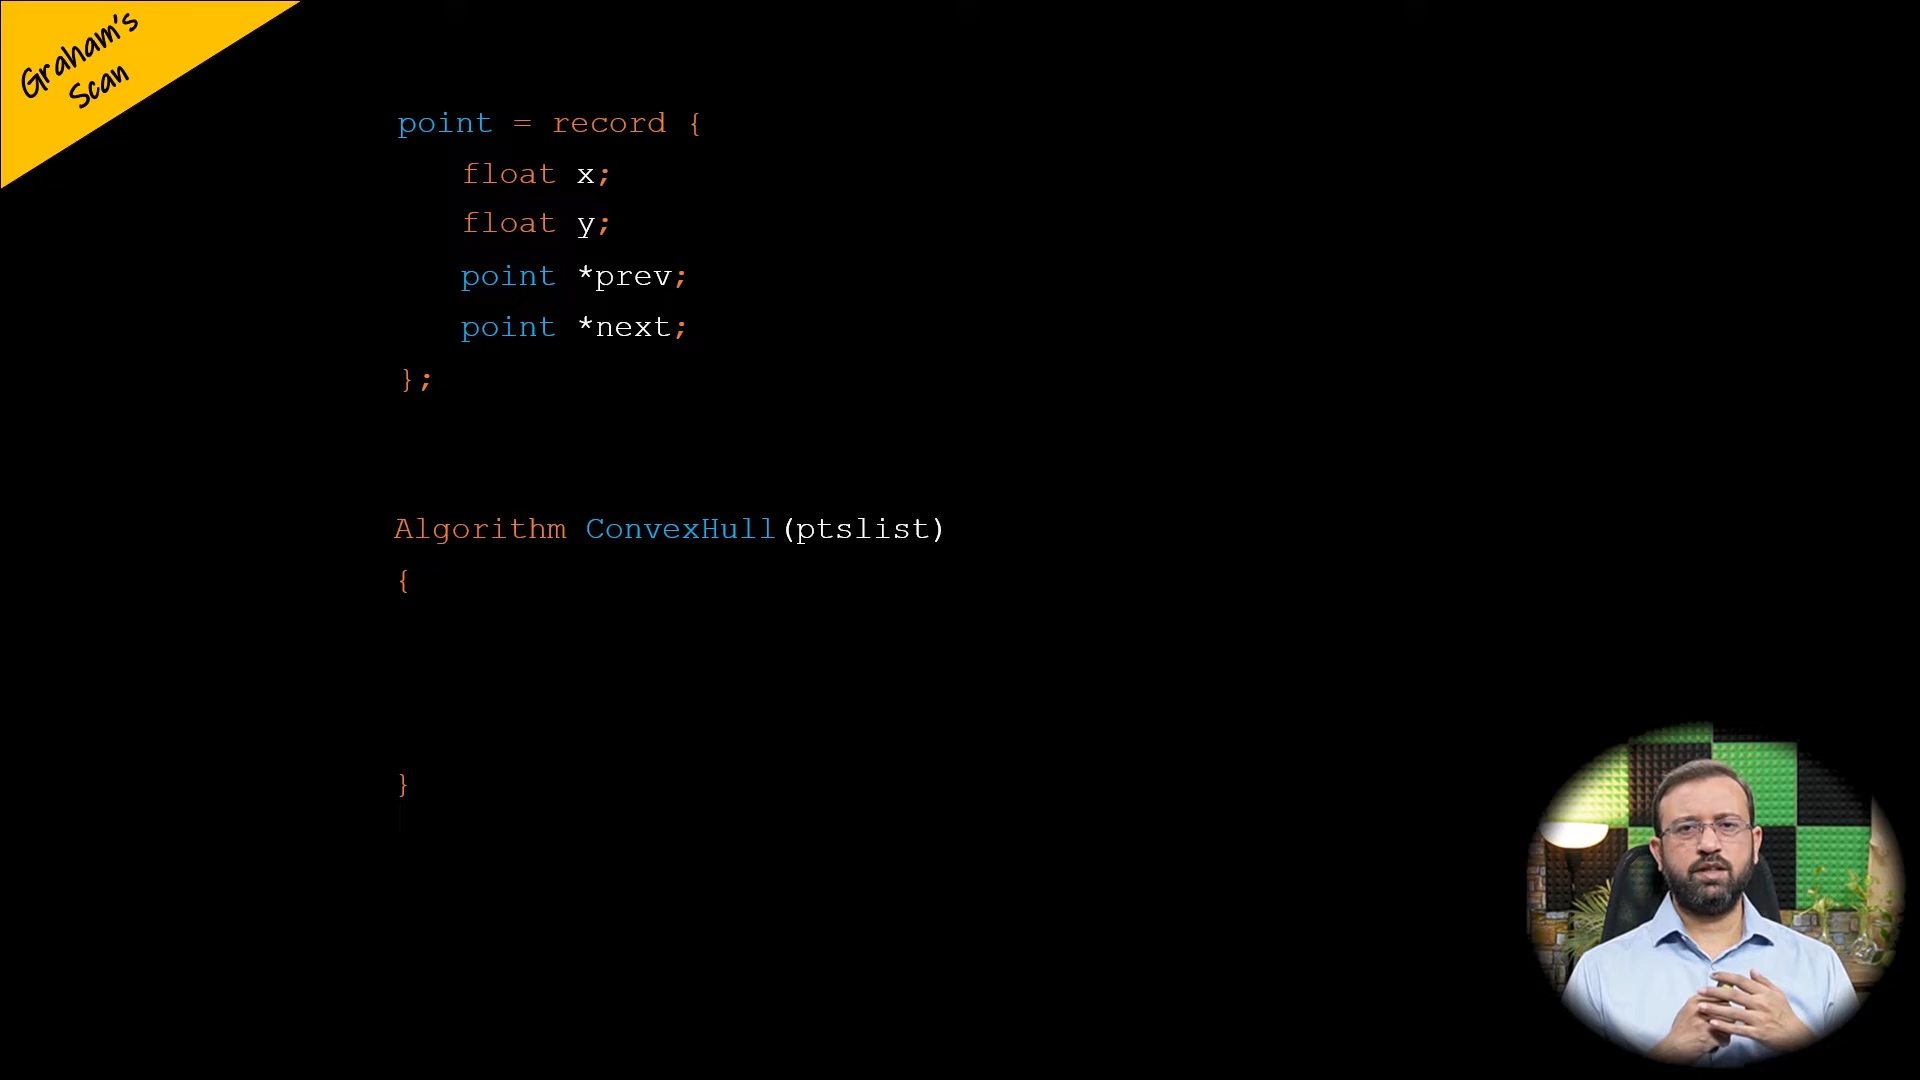 Graham's
Scan
point = record {
float x;
float y;
point *prev;
point *next;
};
Algorithm ConvexHull(ptslist)
{
}